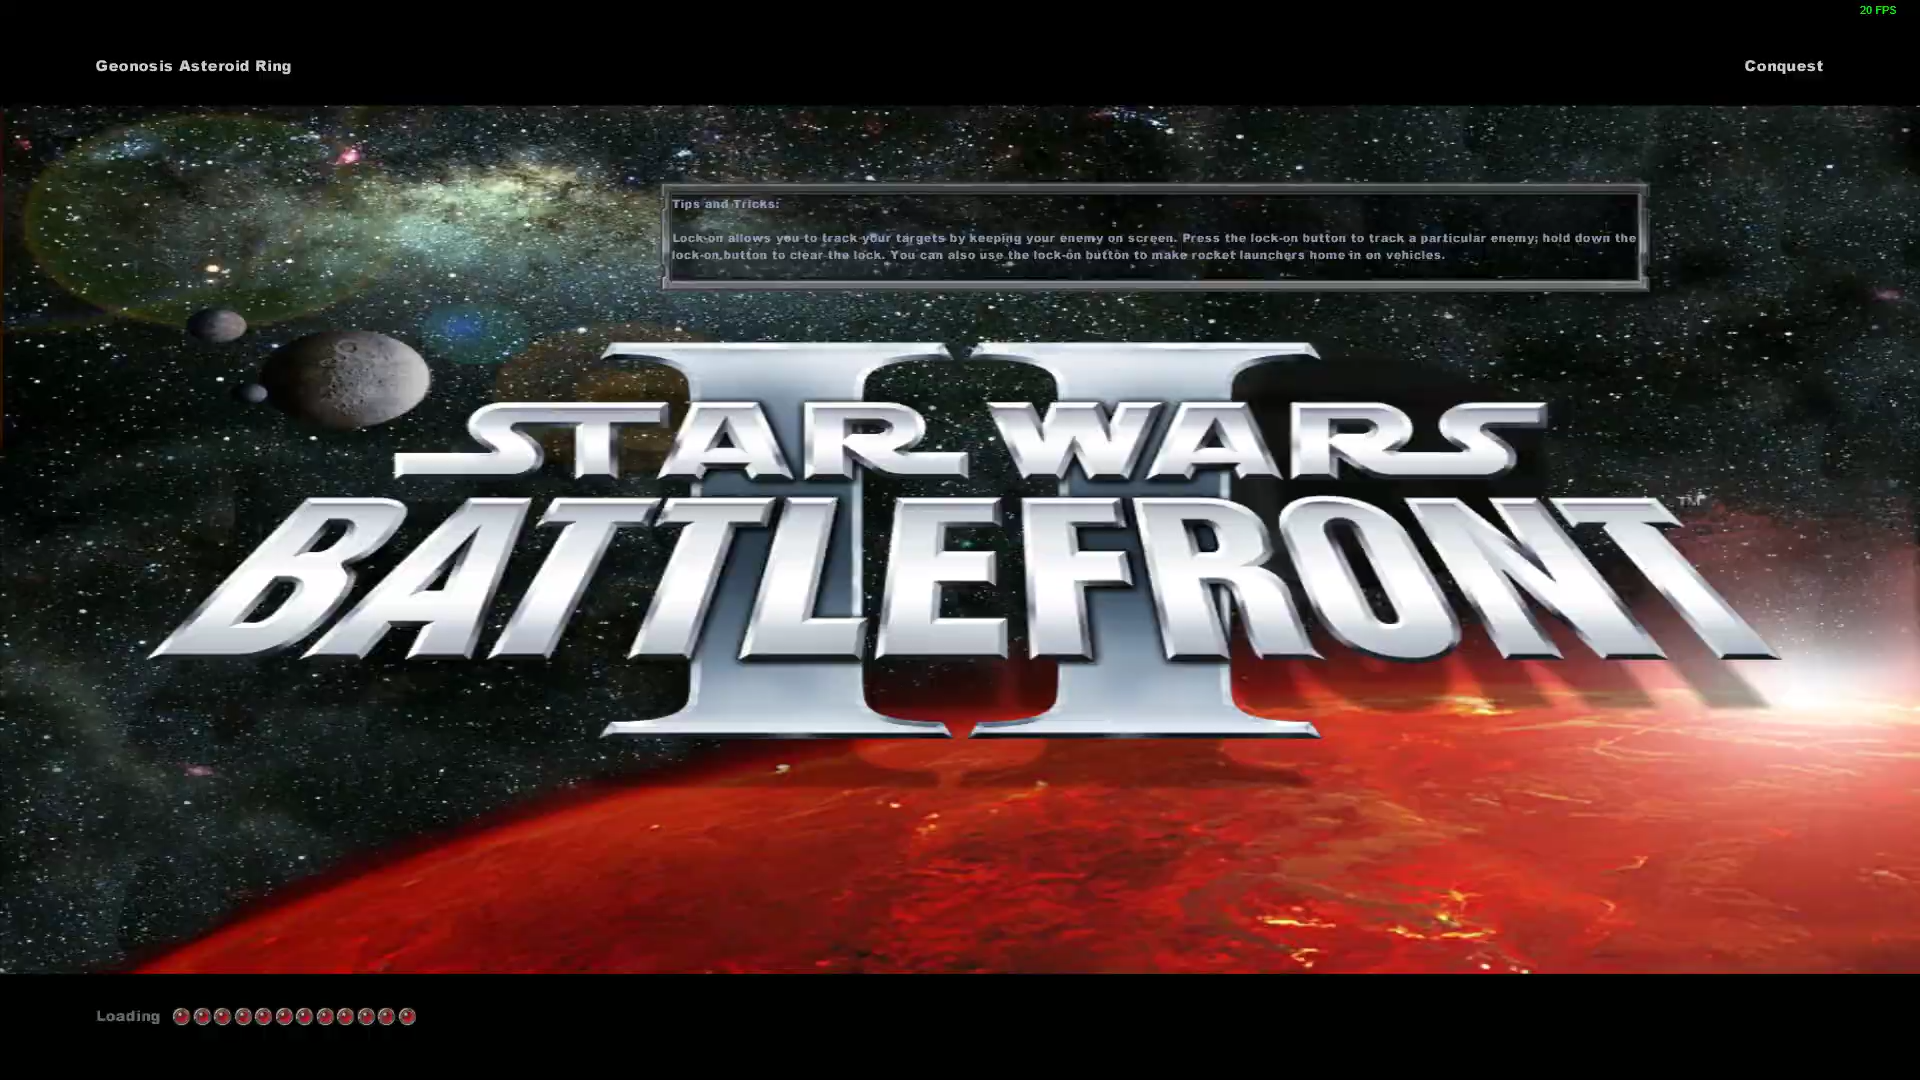 20 FPS
Geonosis Asteroid Ring
Conquest
Tips and Tricks:
Lock-on allows you to track your targets by keeping your enemy on screen. Press the lock-on button to track a particular enemy; hold down the
lock-on button to clear the lock. You can also use the lock-on button to make rocket launchers home in on vehicles.
II
STAR WARS
BATTLEFRONT
TM
Loading